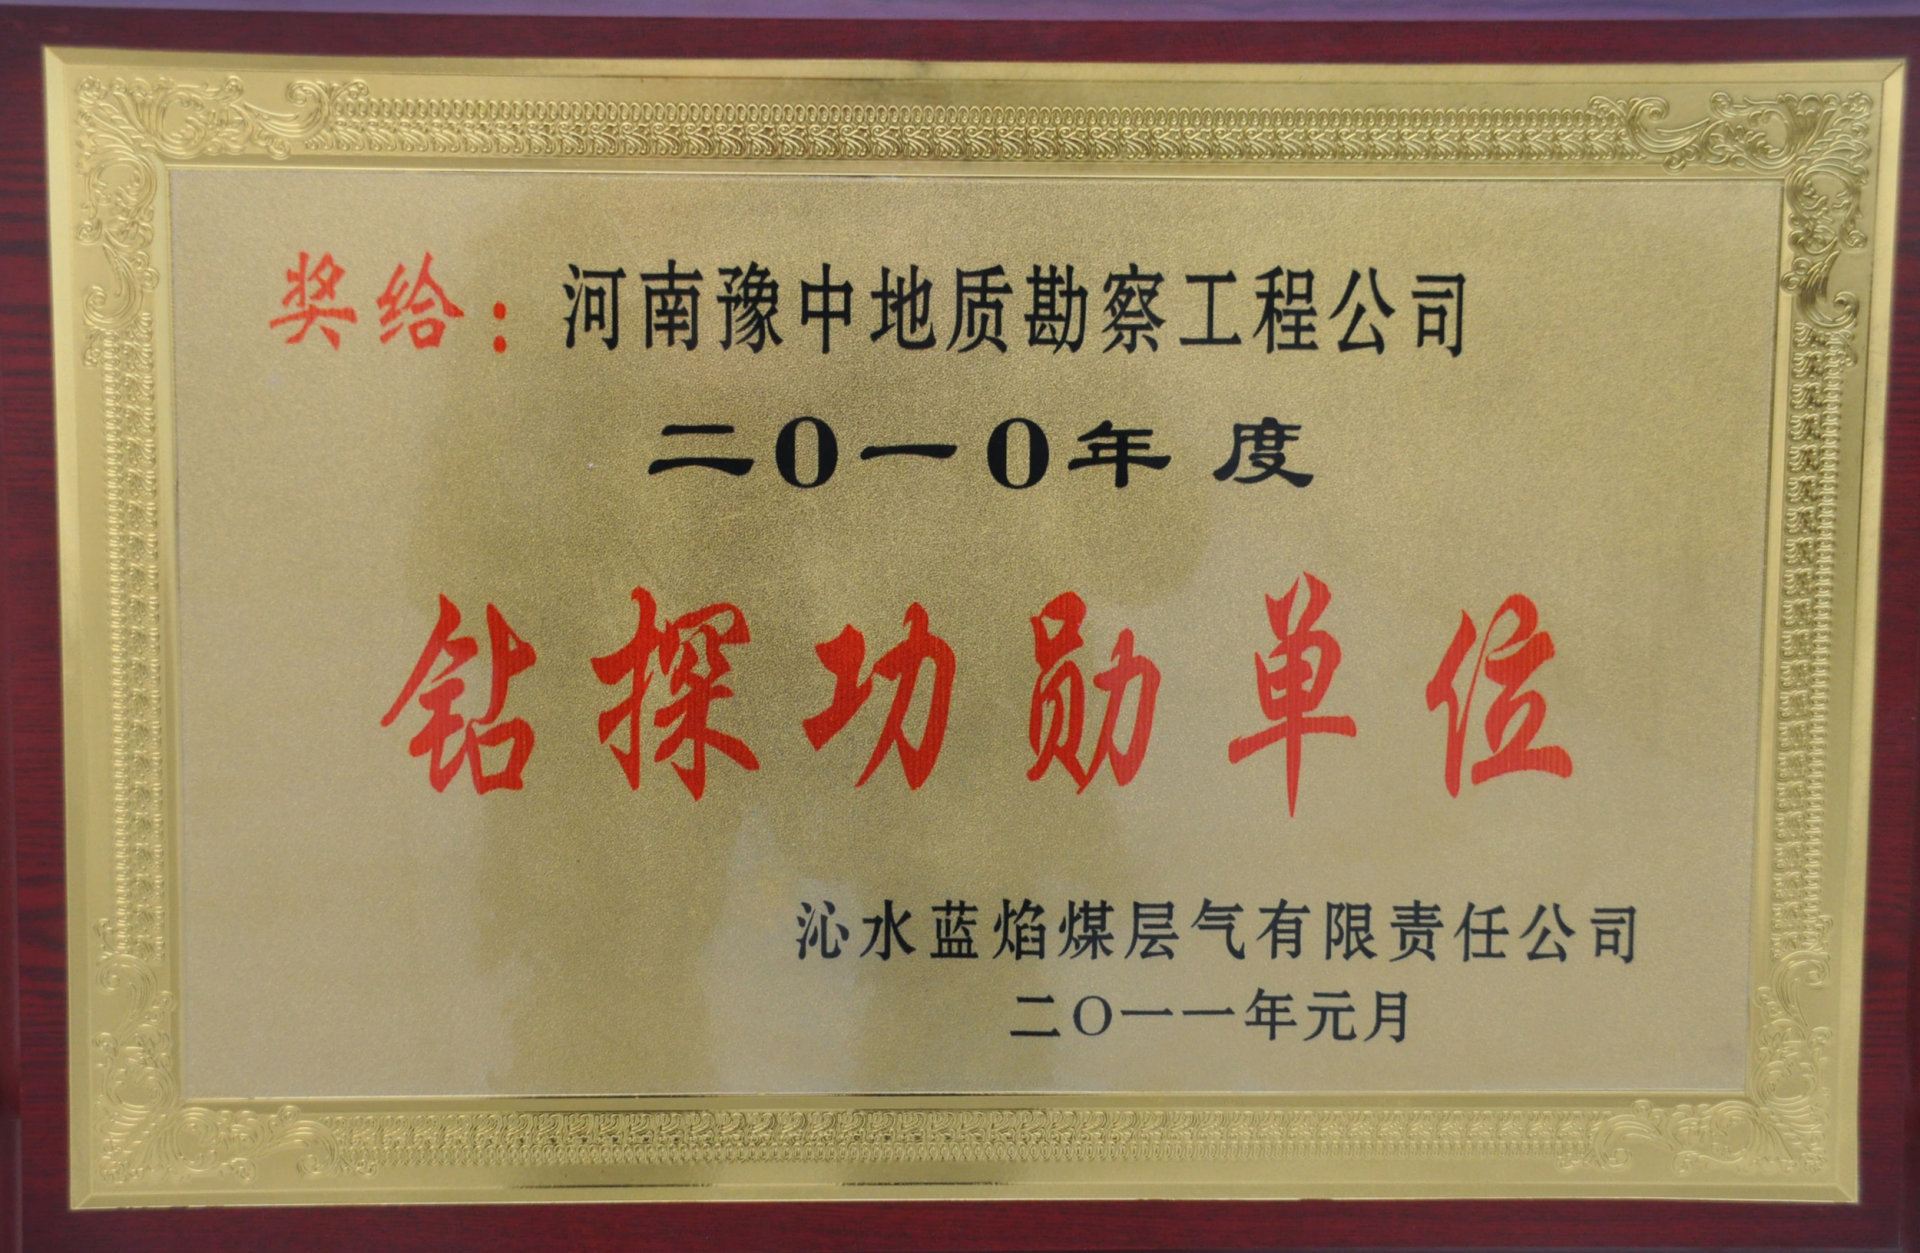 奖给：河南豫中地质勘察工程公司
二0一0年度
钻探功勋单位
沁水蓝焰煤层气有限责任公司
二〇一一年元月